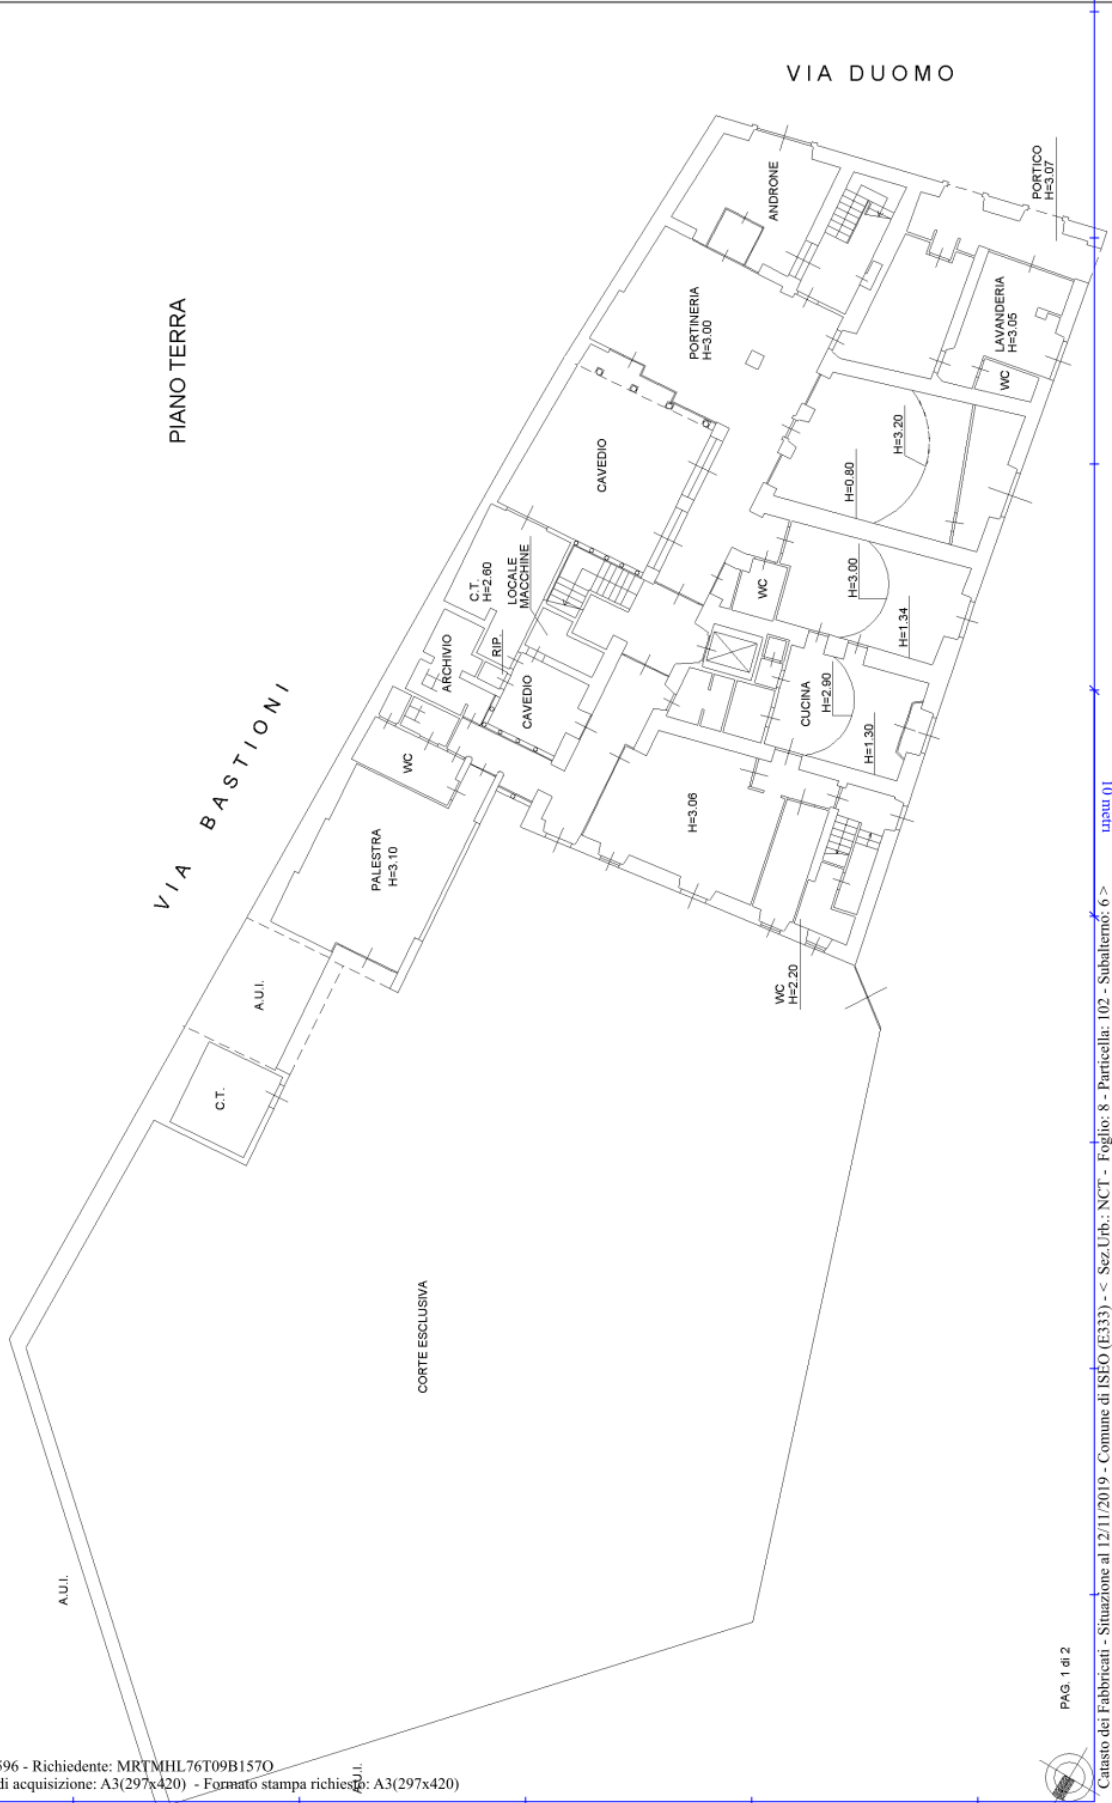 VIA DUOMO
PIANO TERRA
VIA BASTIONI
PORTICO
H=3.07
ANDRONE
PORTINERIA
H=3.00
LAVANDERIA
H=3.05
WC
CAVEDIO
H=3.20
H=0.80
C.T.
H=2.60
LOCALE
MACCHINE
WC
H=3.00
H=1.34
ARCHIVIO
RIP.
CAVEDIO
CUCINA
H=2.90
H=1.30
WC
PALESTRA
H=3.10
H=3.06
WC
H=2.20
A.U.I.
C.T.
CORTE ESCLUSIVA
A.U.I.
A.U.I.
PAG. 1 di 2
10 metri
596 - Richiedente: MRTMHL76T09B157O
di acquisizione: A3(297x420) - Formato stampa richiesto: A3(297x420)
Catasto dei Fabbricati - Situazione al 12/11/2019 - Comune di ISEO (E333) - < Sez.Urb.: NCT - Foglio: 8 - Particella: 102 - Subalterno: 6 >